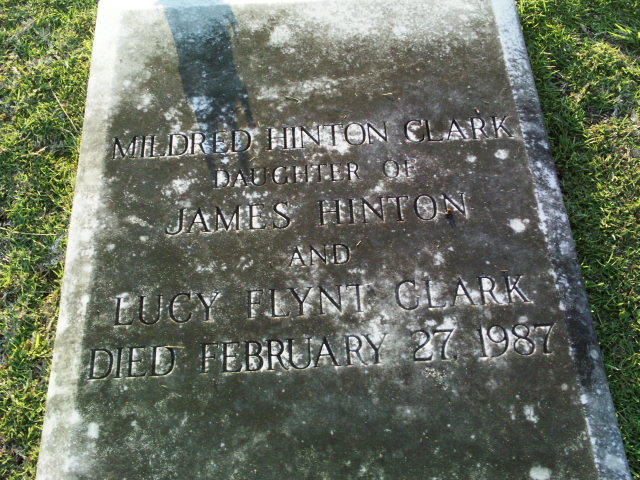 MILDRED HINTON CLARK
DAUGHTER OF
JAMES HINTON
AND
LUCY FLYNT CLARK
DIED FEBRUARY 27, 1987